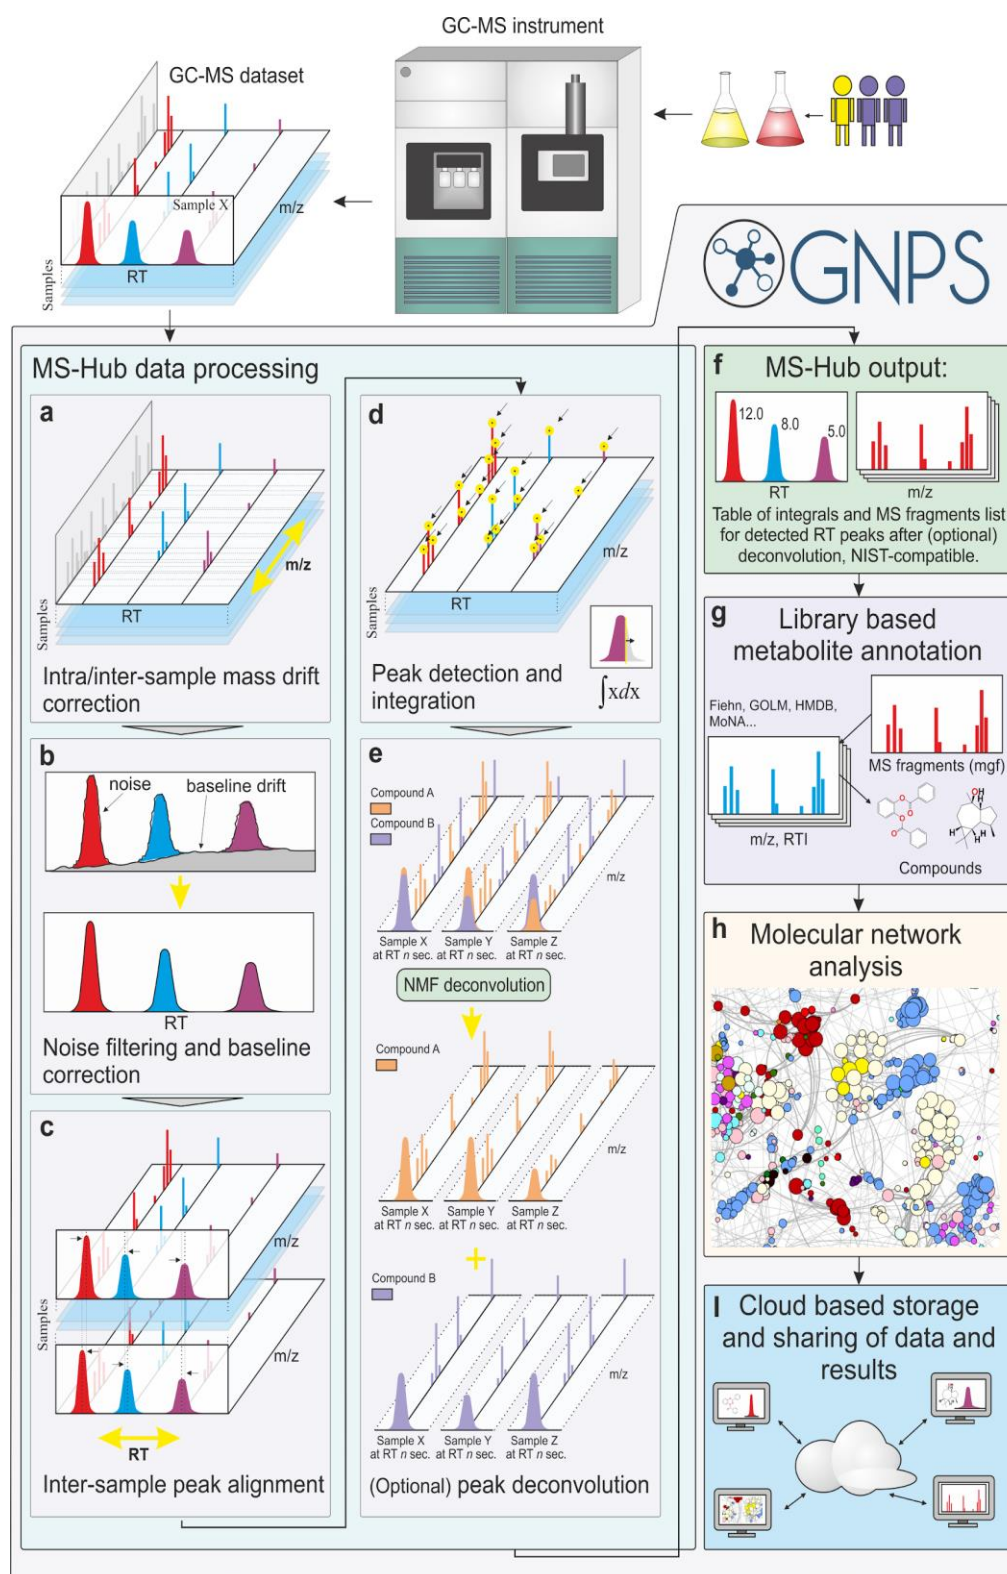 GC-MS instrument
GC-MS dataset
Sample X
m/z
RT
Samples
GNPS
MS-Hub data processing
a
m/z
RT
Samples
Intra/inter-sample mass drift
correction
b
noise
baseline drift
RT
Noise filtering and baseline
correction
c
m/z
Samples
m/z
RT
Inter-sample peak alignment
d
m/z
RT
Samples
∫xdx
Peak detection and
integration
e
Compound A
Compound B
m/z
Sample X Sample Y Sample Z
at RT n sec. at RT n sec. at RT n sec.
NMF deconvolution
Compound A
m/z
Sample X Sample Y Sample Z
at RT n sec. at RT n sec. at RT n sec.
+
Compound B
m/z
Sample X Sample Y Sample Z
at RT n sec. at RT n sec. at RT n sec.
(Optional) peak deconvolution
f MS-Hub output:
12.0
8.0
5.0
RT
m/z
Table of integrals and MS fragments list
for detected RT peaks after (optional)
deconvolution, NIST-compatible.
g Library based
metabolite annotation
Fiehn, GOLM, HMDB,
MoNA...
MS fragments (mgf)
m/z, RTI
O
O
O
O
OH
H
H
H
H
Compounds
h Molecular network
analysis
I Cloud based storage
and sharing of data and
results